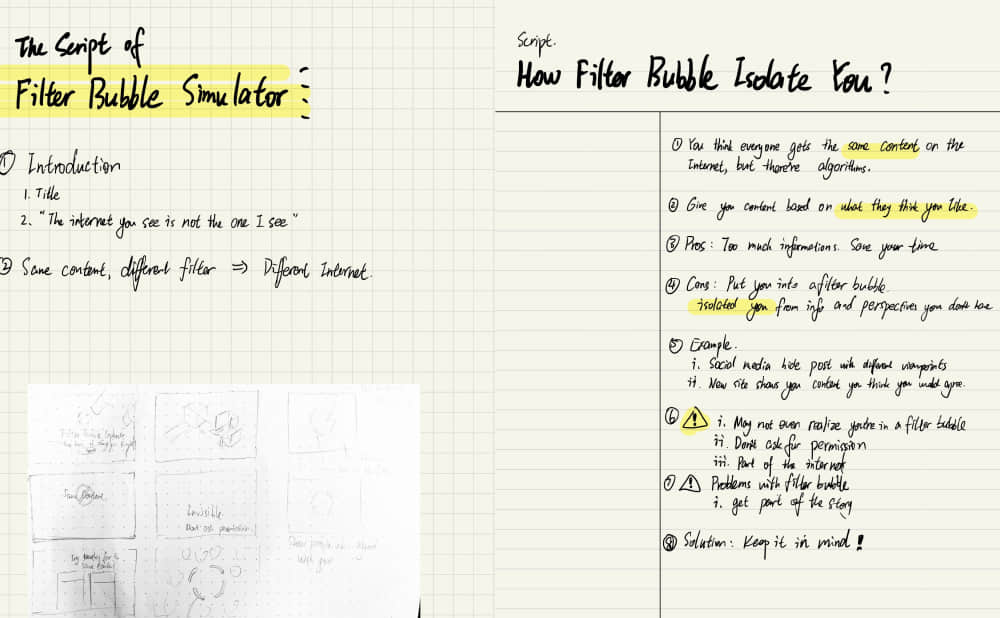 The Script of
Filter Bubble Simulator
① Introduction
1. Title
2. "The internet you see is not the one I see"
② Same content, different filter ⇒ Different Internet.
Same Content
Invisible
Dont ask permission
Script.
How Filter Bubble Isolate You?
① You think everyone gets the same content on the
Internet, but there're algorithms.
② Give you content based on what they think you like.
③ Pros: Too much informations. Save your time
④ Cons: Put you into a filter bubble.
isolated you from info and perspectives you dont have
⑤ Example.
i. Social media hide post with different viewpoints
ii. New site shows you content you think you would agree.
⑥ ⚠ i. May not even realize you're in a filter bubble
ii. Dont ask for permission
iii. Part of the internet
⑦ ⚠ Problems with filter bubble
i. get part of the story
⑧ Solution: Keep it in mind!